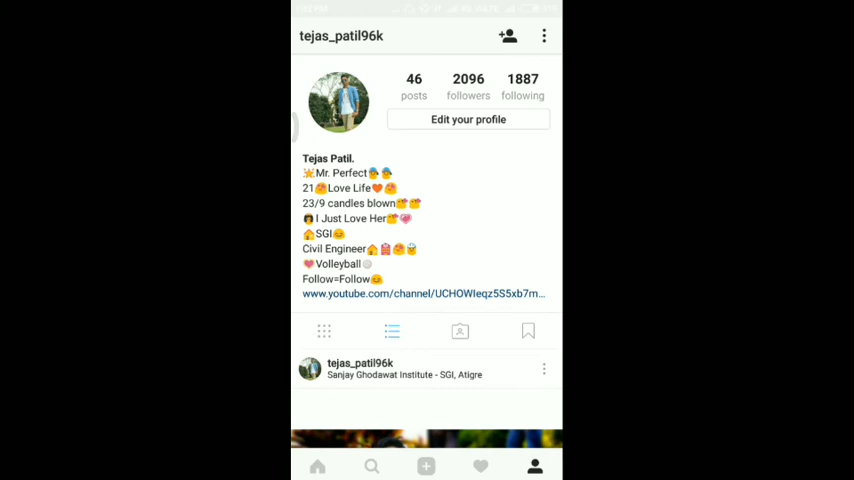 tejas_patil96k
46 2096 1887
posts followers following
Edit your profile
Tejas Patil.
💥Mr. Perfect
21 Love Life
23/9 candles blown
I Just Love Her
SGI
Civil Engineer
Volleyball
Follow=Follow
www.youtube.com/channel/UCHOWIeqz5S5xb7m...
tejas_patil96k
Sanjay Ghodawat Institute - SGI, Atigre